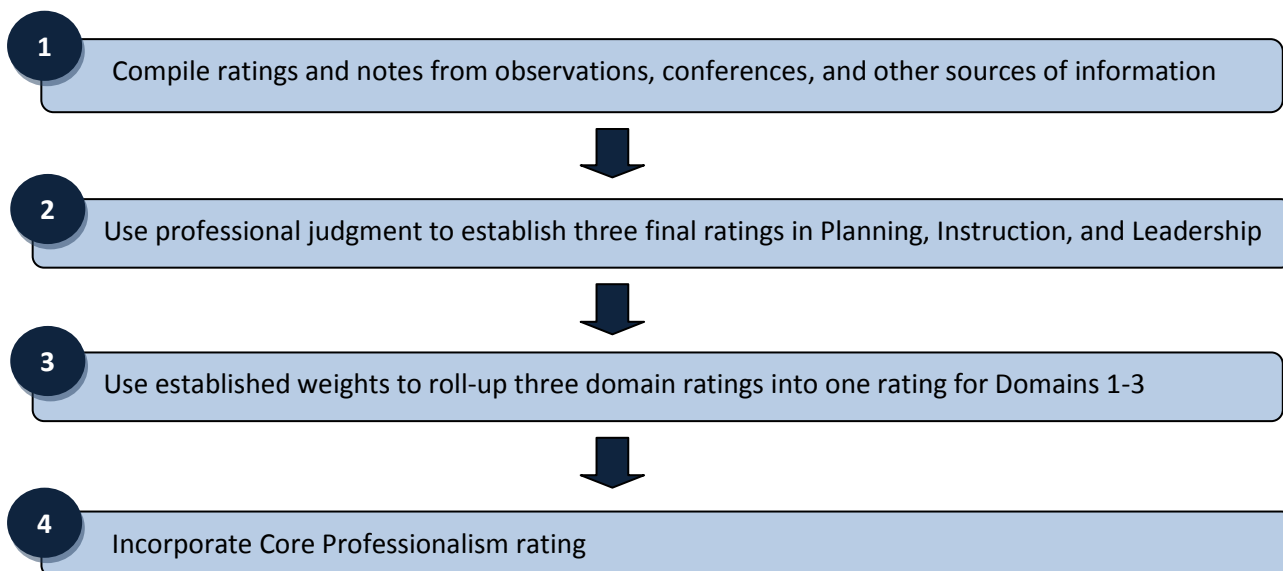 1
Compile ratings and notes from observations, conferences, and other sources of information
2
Use professional judgment to establish three final ratings in Planning, Instruction, and Leadership
3
Use established weights to roll-up three domain ratings into one rating for Domains 1-3
4
Incorporate Core Professionalism rating